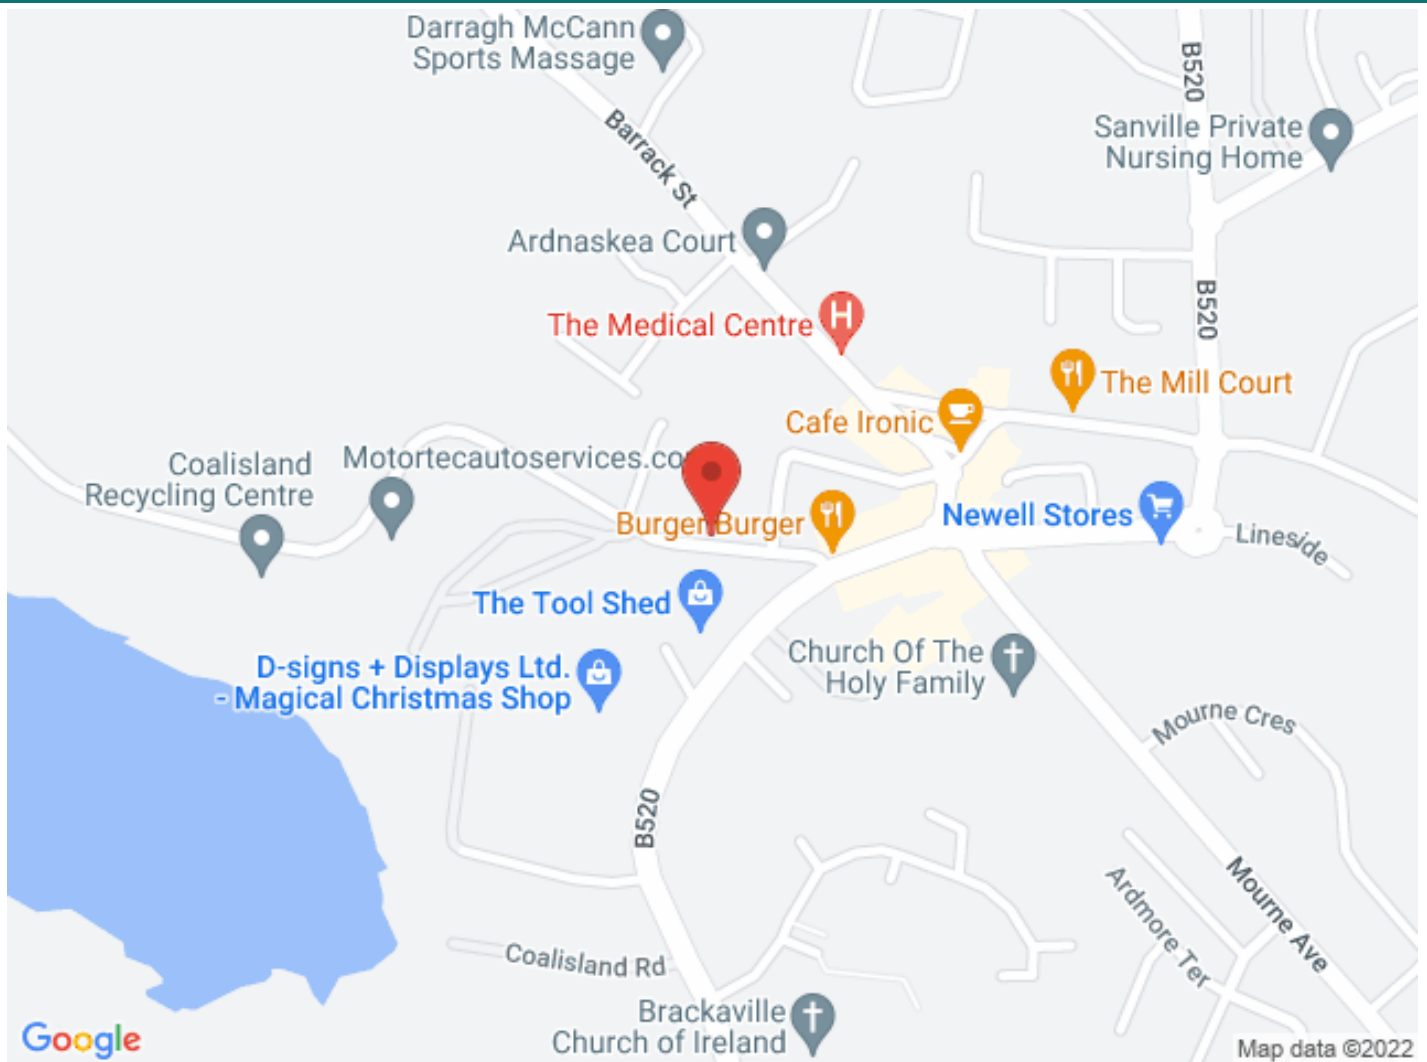 Darragh McCann
Sports Massage
B520
Sanville Private
Nursing Home
Barrack St
Ardnaskea Court
B520
The Medical Centre
H
The Mill Court
Cafe Ironic
Motortecautoservices.co
Coalisland
Recycling Centre
Burger Burger
Newell Stores
Lineside
The Tool Shed
D-signs + Displays Ltd.
- Magical Christmas Shop
Church Of The
Holy Family
Mourne Cres
B520
Mourne Ave
Ardmore Ter
Coalisland Rd
Brackaville
Church of Ireland
Google
Map data ©2022